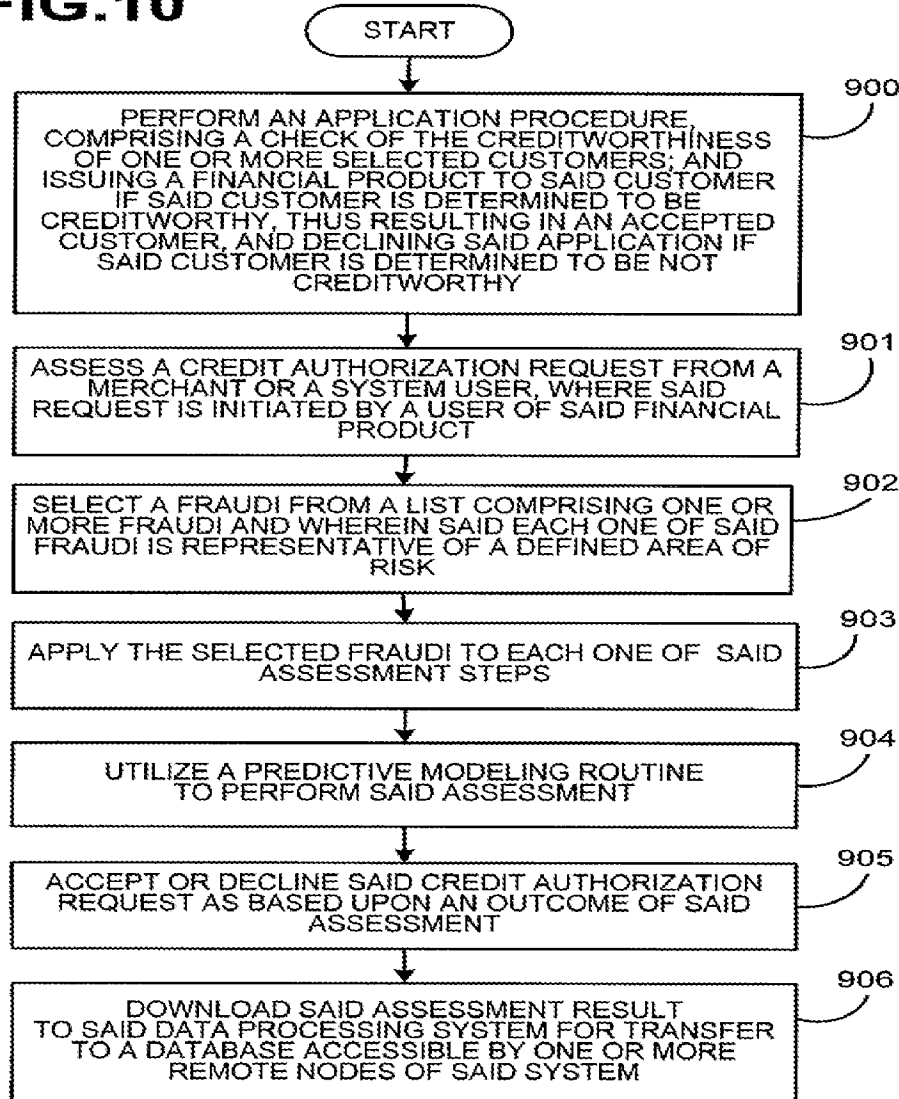 FIG.10
START
900
PERFORM AN APPLICATION PROCEDURE,
COMPRISING A CHECK OF THE CREDITWORTHINESS
OF ONE OR MORE SELECTED CUSTOMERS; AND
ISSUING A FINANCIAL PRODUCT TO SAID CUSTOMER
IF SAID CUSTOMER IS DETERMINED TO BE
CREDITWORTHY, THUS RESULTING IN AN ACCEPTED
CUSTOMER, AND DECLINING SAID APPLICATION IF
SAID CUSTOMER IS DETERMINED TO BE NOT
CREDITWORTHY
901
ASSESS A CREDIT AUTHORIZATION REQUEST FROM A
MERCHANT OR A SYSTEM USER, WHERE SAID
REQUEST IS INITIATED BY A USER OF SAID FINANCIAL
PRODUCT
902
SELECT A FRAUDI FROM A LIST COMPRISING ONE OR
MORE FRAUDI AND WHEREIN SAID EACH ONE OF SAID
FRAUDI IS REPRESENTATIVE OF A DEFINED AREA OF
RISK
903
APPLY THE SELECTED FRAUDI TO EACH ONE OF SAID
ASSESSMENT STEPS
904
UTILIZE A PREDICTIVE MODELING ROUTINE
TO PERFORM SAID ASSESSMENT
905
ACCEPT OR DECLINE SAID CREDIT AUTHORIZATION
REQUEST AS BASED UPON AN OUTCOME OF SAID
ASSESSMENT
906
DOWNLOAD SAID ASSESSMENT RESULT
TO SAID DATA PROCESSING SYSTEM FOR TRANSFER
TO A DATABASE ACCESSIBLE BY ONE OR MORE
REMOTE NODES OF SAID SYSTEM